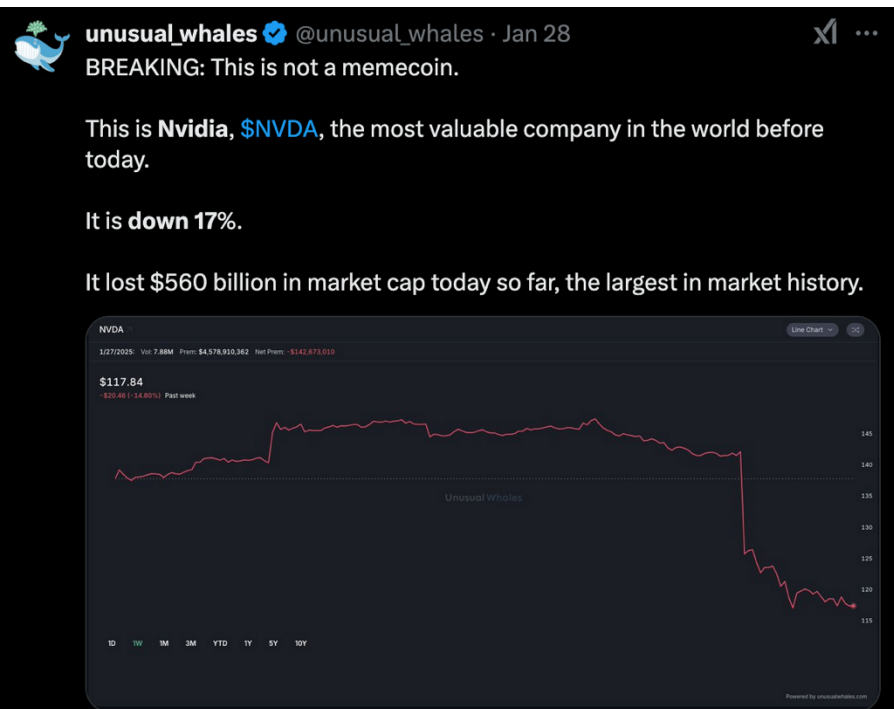 unusual_whales @unusual_whales · Jan 28
BREAKING: This is not a memecoin.
This is Nvidia, $NVDA, the most valuable company in the world before
today.
It is down 17%.
It lost $560 billion in market cap today so far, the largest in market history.
NVDA
Line Chart
1/27/2025: Vol: 7.88M Prem: $4,578,910,362 Net Prem: -$142,673,010
$117.84
-$20.46 (-14.80%) Past week
145
140
135
Unusual Whales
130
125
120
115
1D 1W 1M 3M YTD 1Y 5Y 10Y
Powered by unusualwhales.com